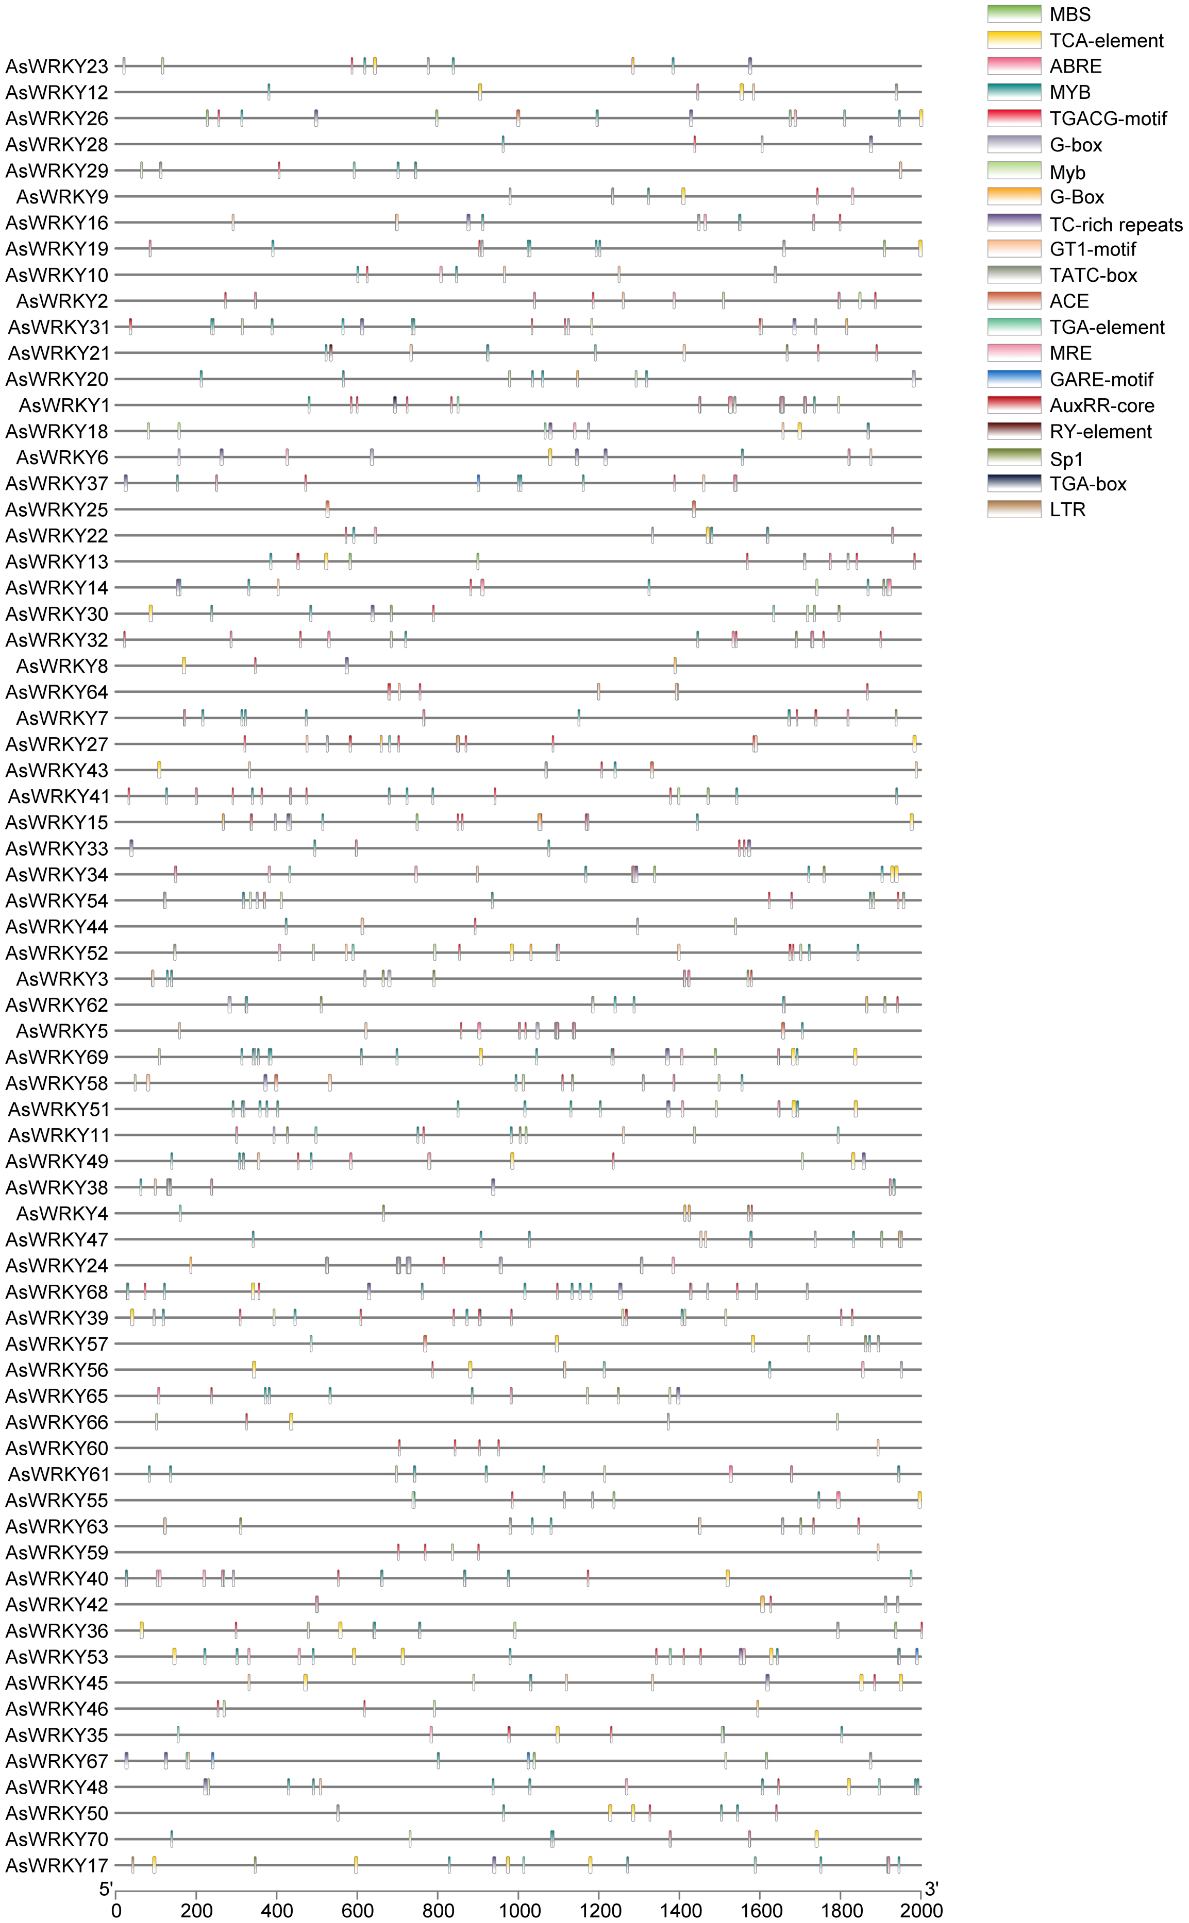 MBS
TCA-element
ABRE
MYB
TGACG-motif
G-box
Myb
G-Box
TC-rich repeats
GT1-motif
TATC-box
ACE
TGA-element
MRE
GARE-motif
AuxRR-core
RY-element
Sp1
TGA-box
LTR
AsWRKY23
AsWRKY12
AsWRKY26
AsWRKY28
AsWRKY29
AsWRKY9
AsWRKY16
AsWRKY19
AsWRKY10
AsWRKY2
AsWRKY31
AsWRKY21
AsWRKY20
AsWRKY1
AsWRKY18
AsWRKY6
AsWRKY37
AsWRKY25
AsWRKY22
AsWRKY13
AsWRKY14
AsWRKY30
AsWRKY32
AsWRKY8
AsWRKY64
AsWRKY7
AsWRKY27
AsWRKY43
AsWRKY41
AsWRKY15
AsWRKY33
AsWRKY34
AsWRKY54
AsWRKY44
AsWRKY52
AsWRKY3
AsWRKY62
AsWRKY5
AsWRKY69
AsWRKY58
AsWRKY51
AsWRKY11
AsWRKY49
AsWRKY38
AsWRKY4
AsWRKY47
AsWRKY24
AsWRKY68
AsWRKY39
AsWRKY57
AsWRKY56
AsWRKY65
AsWRKY66
AsWRKY60
AsWRKY61
AsWRKY55
AsWRKY63
AsWRKY59
AsWRKY40
AsWRKY42
AsWRKY36
AsWRKY53
AsWRKY45
AsWRKY46
AsWRKY35
AsWRKY67
AsWRKY48
AsWRKY50
AsWRKY70
AsWRKY17
5' 3'
0 200 400 600 800 1000 1200 1400 1600 1800 2000